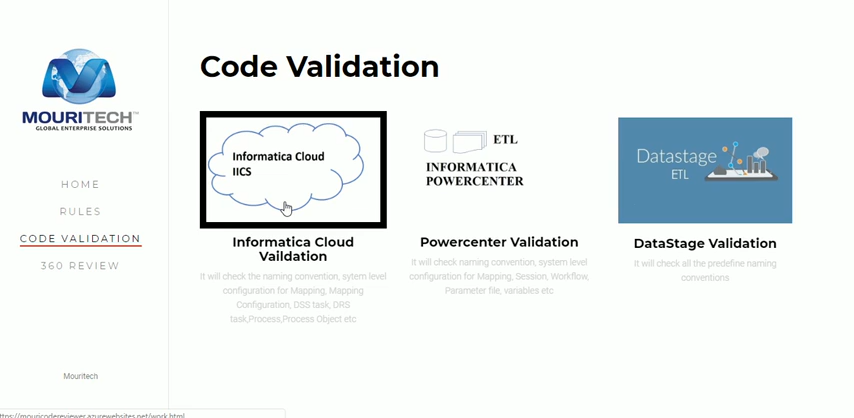 MOURITECH™
GLOBAL ENTERPRISE SOLUTIONS
HOME
RULES
CODE VALIDATION
360 REVIEW
Mouritech
Code Validation
Informatica Cloud
IICS
Informatica Cloud
Vaildation
It will check the naming convention, sytem level
configuration for Mapping, Mapping
Configuration, DSS task, DRS
task,Process,Process Object etc
ETL
INFORMATICA
POWERCENTER
Powercenter Validation
It will check naming convention, system level
configuration for Mapping, Session, Workflow,
Parameter file, variables etc
Datastage
ETL
DataStage Validation
It will check all the predefine naming
conventions
ttps://mouricodereviewer.azurewebsites.net/work.html